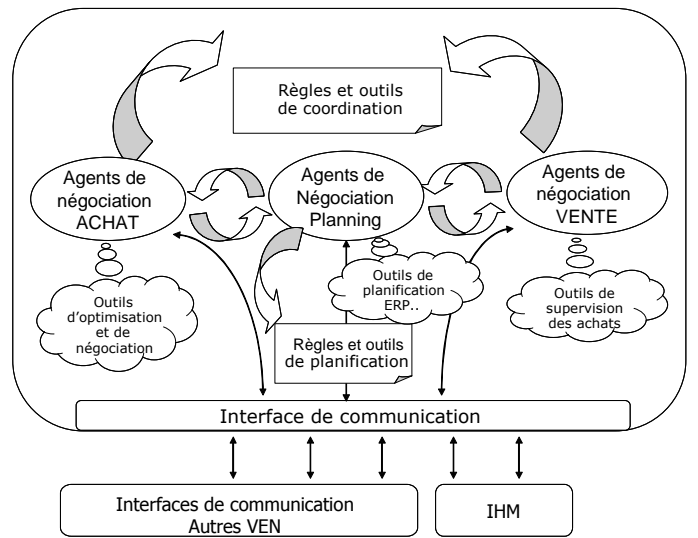 Règles et outils
de coordination
Agents de
négociation
ACHAT
Agents de
Négociation
Planning
Agents de
négociation
VENTE
Outils
d'optimisation
et de
négociation
Outils de
planification
ERP..
Outils de
supervision
des achats
Règles et outils
de planification
Interface de communication
Interfaces de communication
Autres VEN
IHM